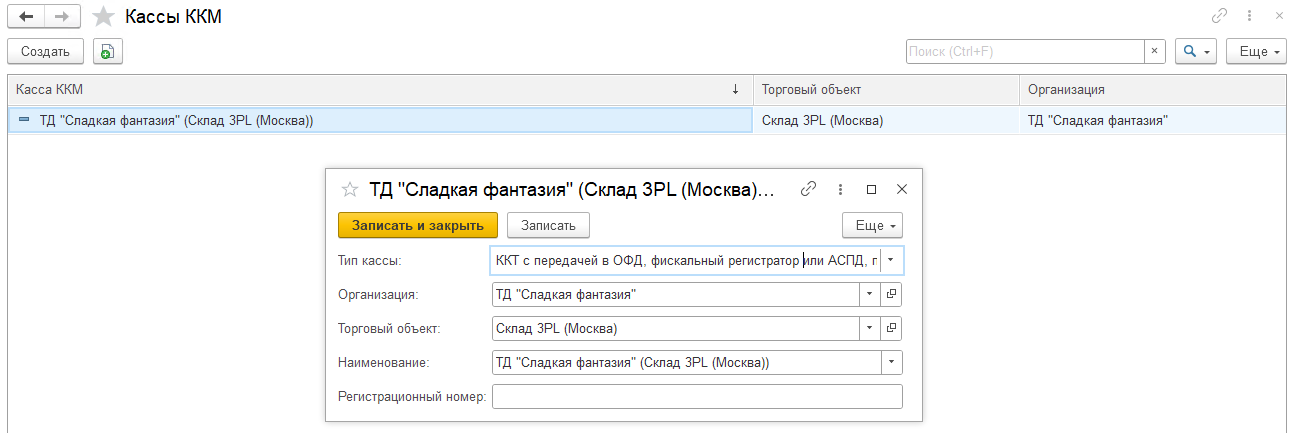 Кассы ККМ
Создать Поиск (Ctrl+F) × Еще
Касса ККМ ↓ Торговый объект Организация
ТД "Сладкая фантазия" (Склад 3PL (Москва)) Склад 3PL (Москва) ТД "Сладкая фантазия"
ТД "Сладкая фантазия" (Склад 3PL (Москва)...
Записать и закрыть Записать Еще
Тип кассы: ККТ с передачей в ОФД, фискальный регистратор или АСПД, г
Организация: ТД "Сладкая фантазия"
Торговый объект: Склад 3PL (Москва)
Наименование: ТД "Сладкая фантазия" (Склад 3PL (Москва))
Регистрационный номер: